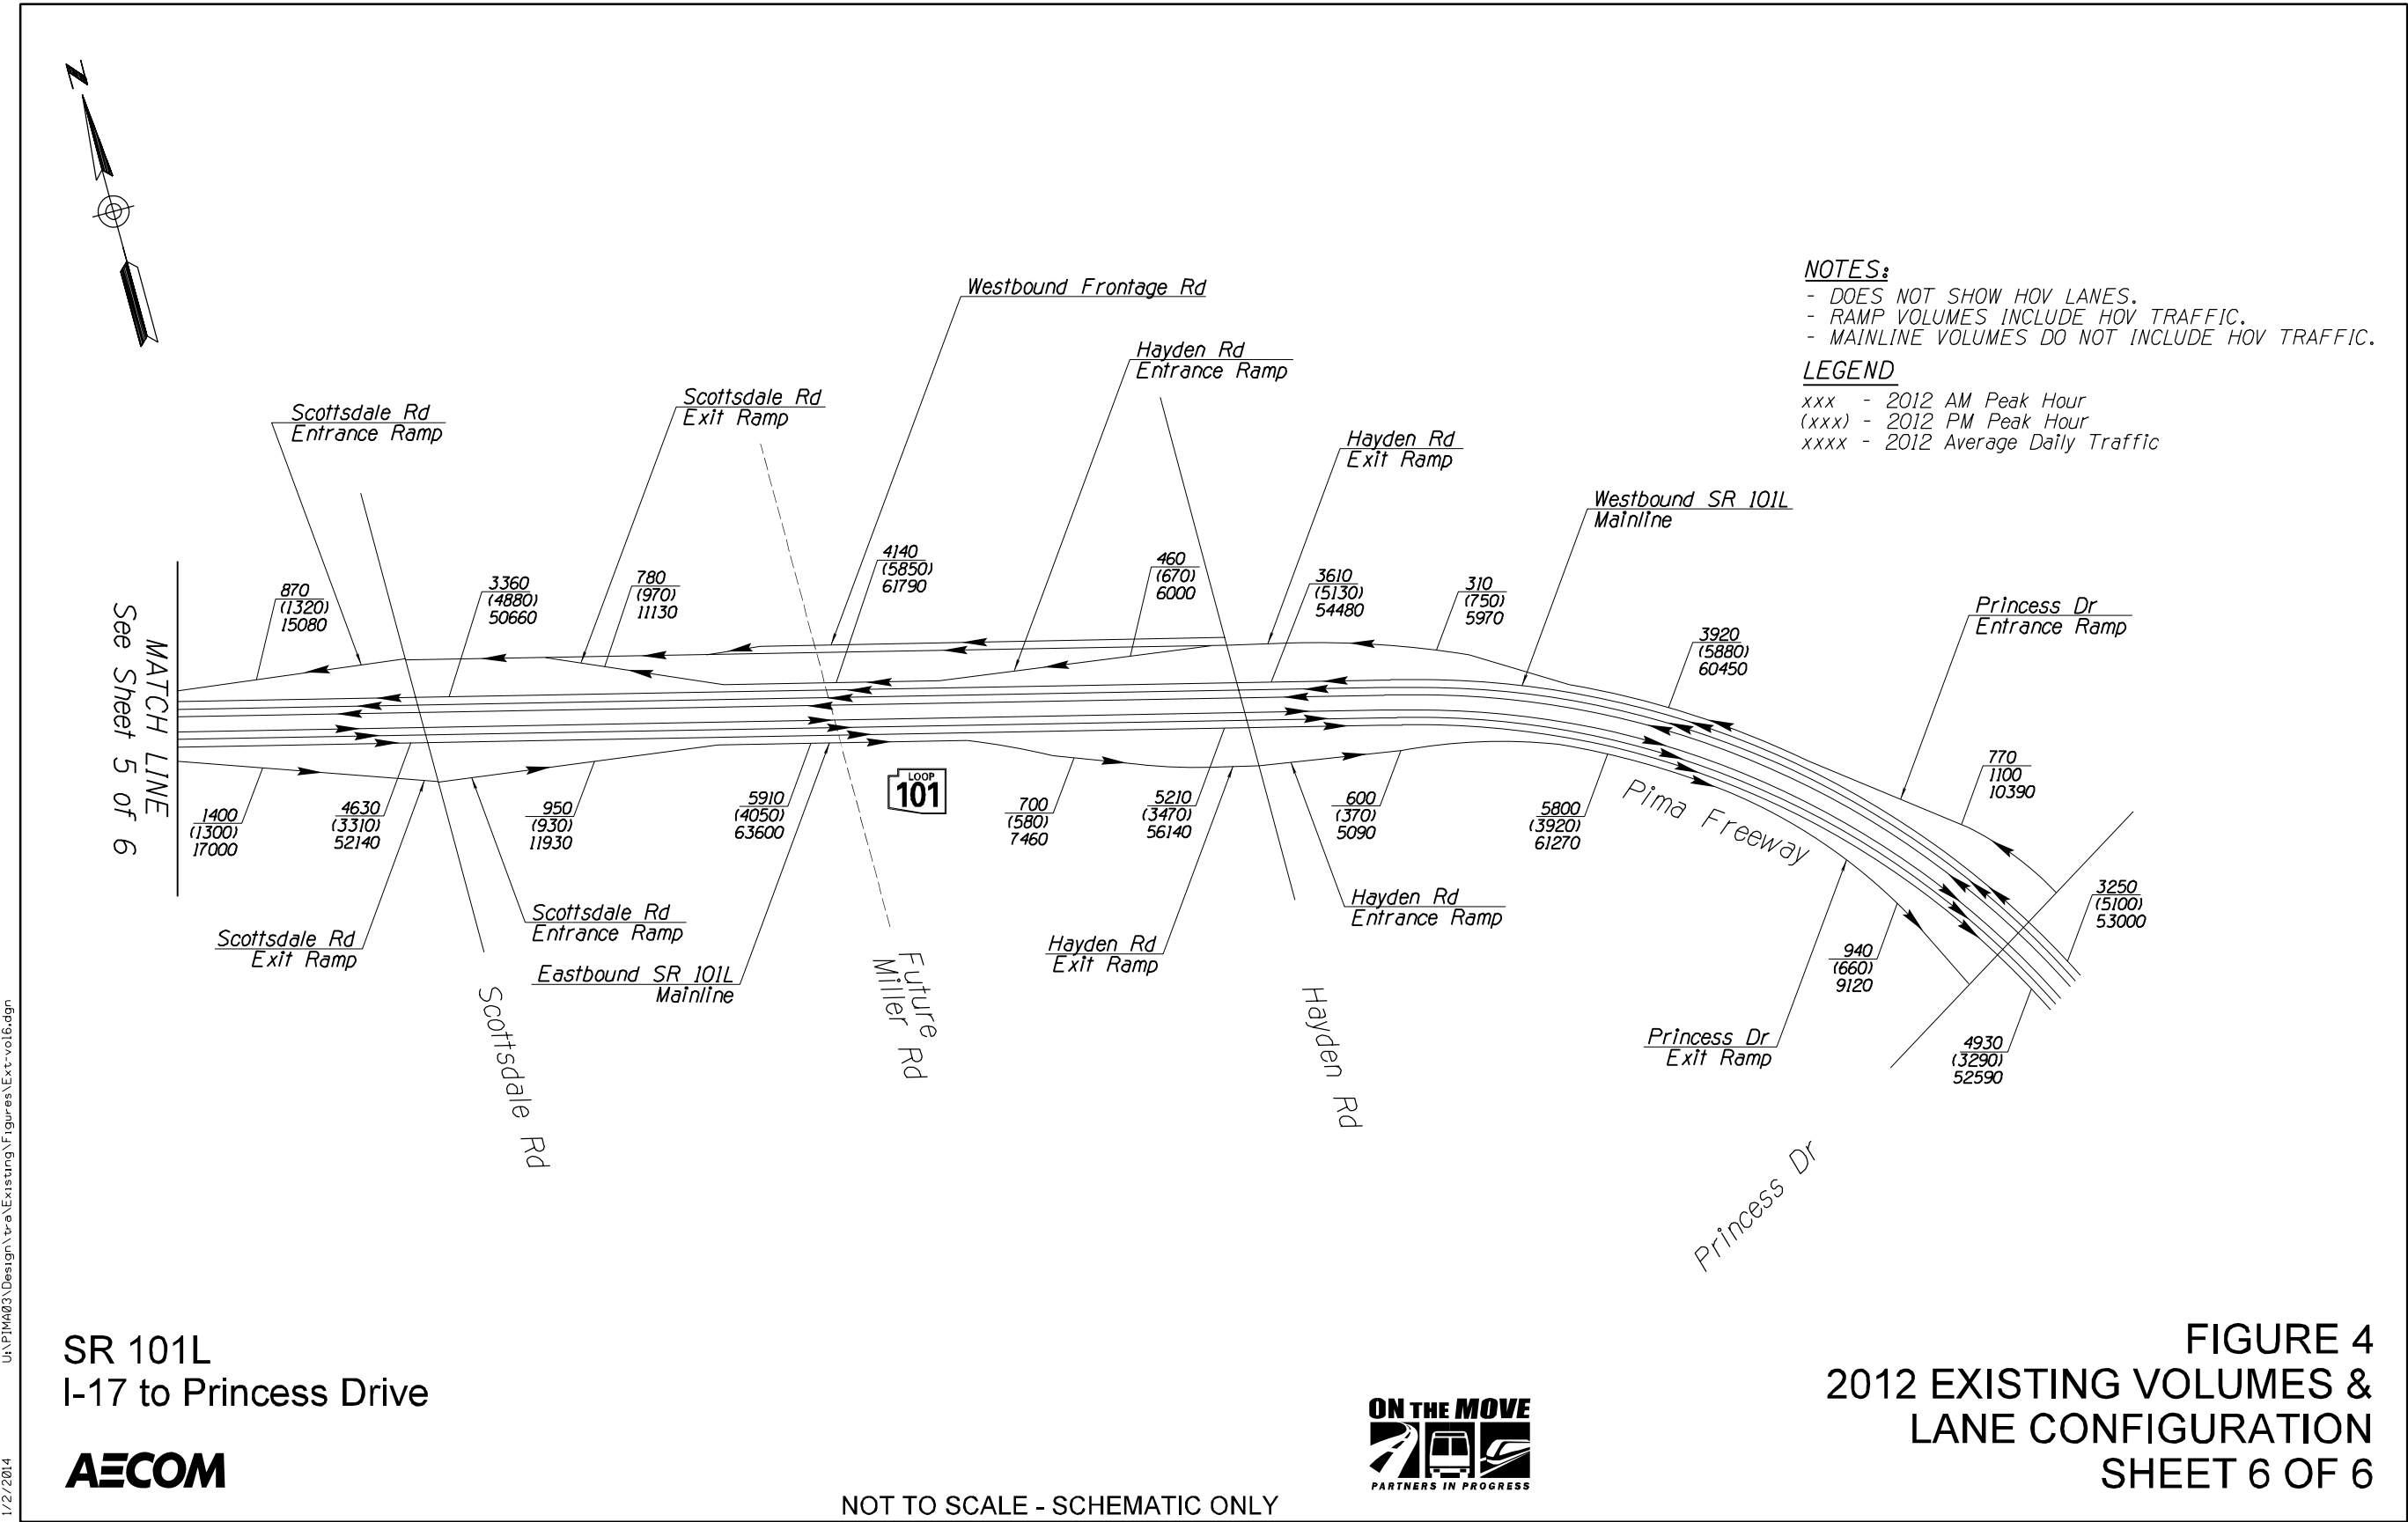 N
NOTES:
- DOES NOT SHOW HOV LANES.
- RAMP VOLUMES INCLUDE HOV TRAFFIC.
- MAINLINE VOLUMES DO NOT INCLUDE HOV TRAFFIC.
LEGEND
xxx - 2012 AM Peak Hour
(xxx) - 2012 PM Peak Hour
xxxx - 2012 Average Daily Traffic
Westbound Frontage Rd
Hayden Rd
Entrance Ramp
Scottsdale Rd
Exit Ramp
Scottsdale Rd
Entrance Ramp
Hayden Rd
Exit Ramp
Westbound SR 101L
Mainline
Princess Dr
Entrance Ramp
870
(1320)
15080
3360
(4880)
50660
780
(970)
11130
4140
(5850)
61790
460
(670)
6000
3610
(5130)
54480
310
(750)
5970
3920
(5880)
60450
770
1100
10390
3250
(5100)
53000
MATCH LINE
See Sheet 5 of 6
1400
(1300)
17000
4630
(3310)
52140
950
(930)
11930
5910
(4050)
63600
LOOP
101
700
(580)
7460
5210
(3470)
56140
600
(370)
5090
5800
(3920)
61270
Pima Freeway
940
(660)
9120
4930
(3290)
52590
Scottsdale Rd
Exit Ramp
Scottsdale Rd
Entrance Ramp
Eastbound SR 101L
Mainline
Hayden Rd
Exit Ramp
Hayden Rd
Entrance Ramp
Princess Dr
Exit Ramp
Scottsdale Rd
Future
Miller Rd
Hayden Rd
Princess Dr
SR 101L
I-17 to Princess Drive
AECOM
NOT TO SCALE - SCHEMATIC ONLY
ON THE MOVE
PARTNERS IN PROGRESS
FIGURE 4
2012 EXISTING VOLUMES &
LANE CONFIGURATION
SHEET 6 OF 6
U:\PIMA03\Design\tra\Existing\Figures\Ext-vol6.dgn
1/2/2014